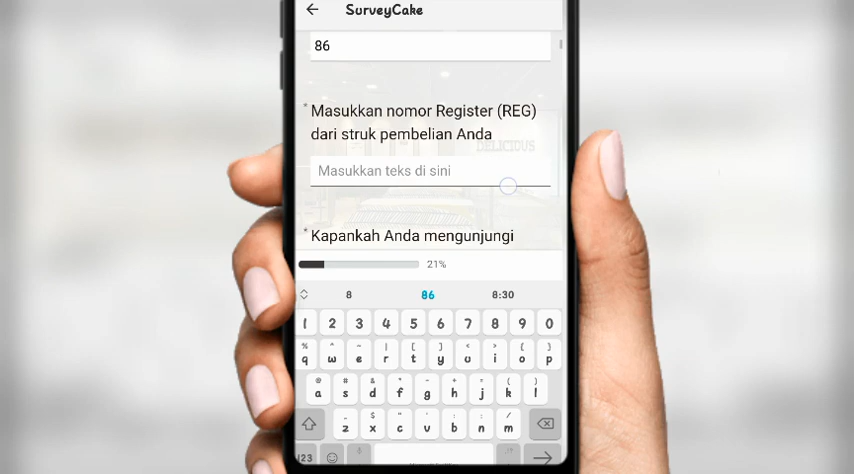 SurveyCake
86
* Masukkan nomor Register (REG)
dari struk pembelian Anda
DELICIOUS
Masukkan teks di sini
* Kapankah Anda mengunjungi
21%
8 86 8:30
1 2 3 4 5 6 7 8 9 0
q w e r t y u i o p
a s d f g h j k l
z x c v b n m